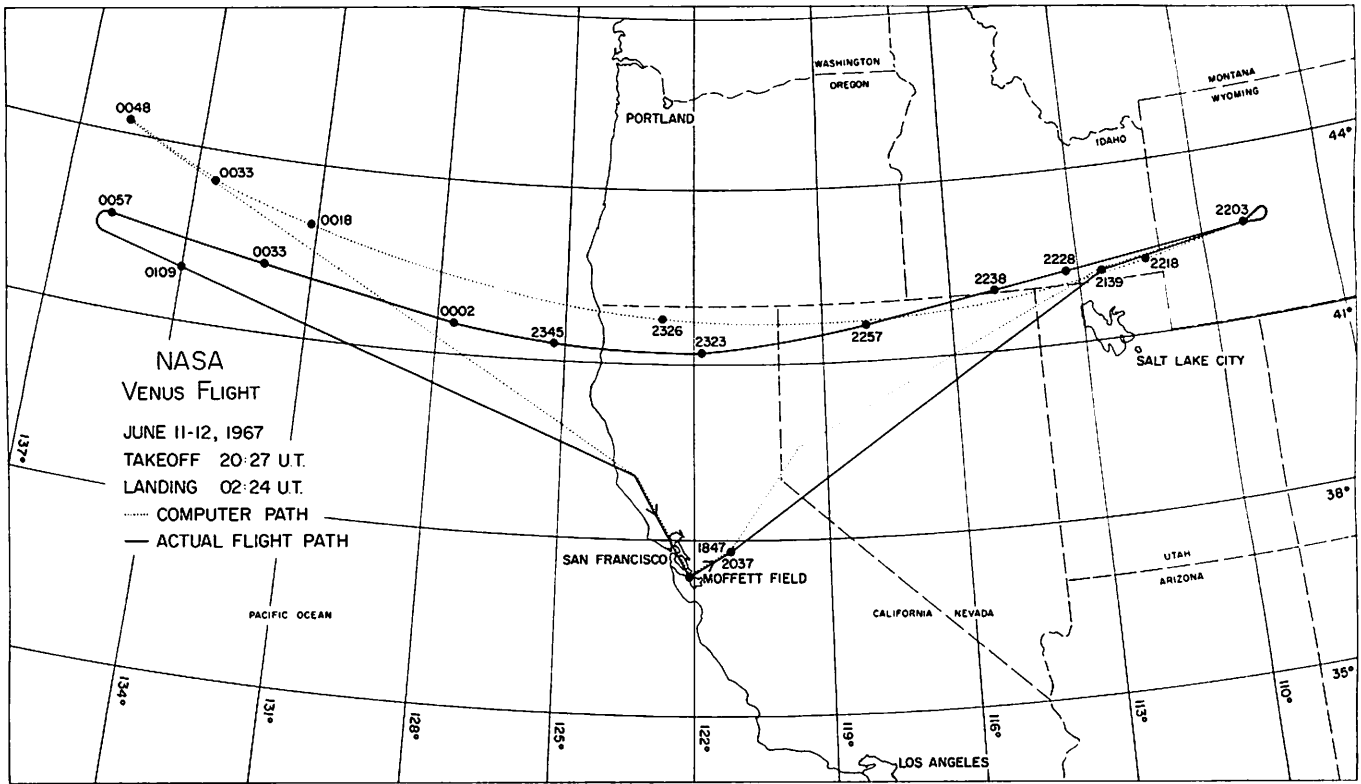 WASHINGTON
OREGON
MONTANA
WYOMING
IDAHO
PORTLAND
44°
0048
0033
0018
0057
0033
0109
0002
2345
2326
2323
2257
2238
2228
2139
2218
2203
41°
SALT LAKE CITY
NASA
VENUS FLIGHT
JUNE 11-12, 1967
TAKEOFF 20:27 U.T.
LANDING 02:24 U.T.
COMPUTER PATH
ACTUAL FLIGHT PATH
137°
38°
SAN FRANCISCO
1847
2037
MOFFETT FIELD
UTAH
ARIZONA
PACIFIC OCEAN
CALIFORNIA NEVADA
35°
134°
131°
128°
125°
122°
119°
116°
113°
110°
LOS ANGELES